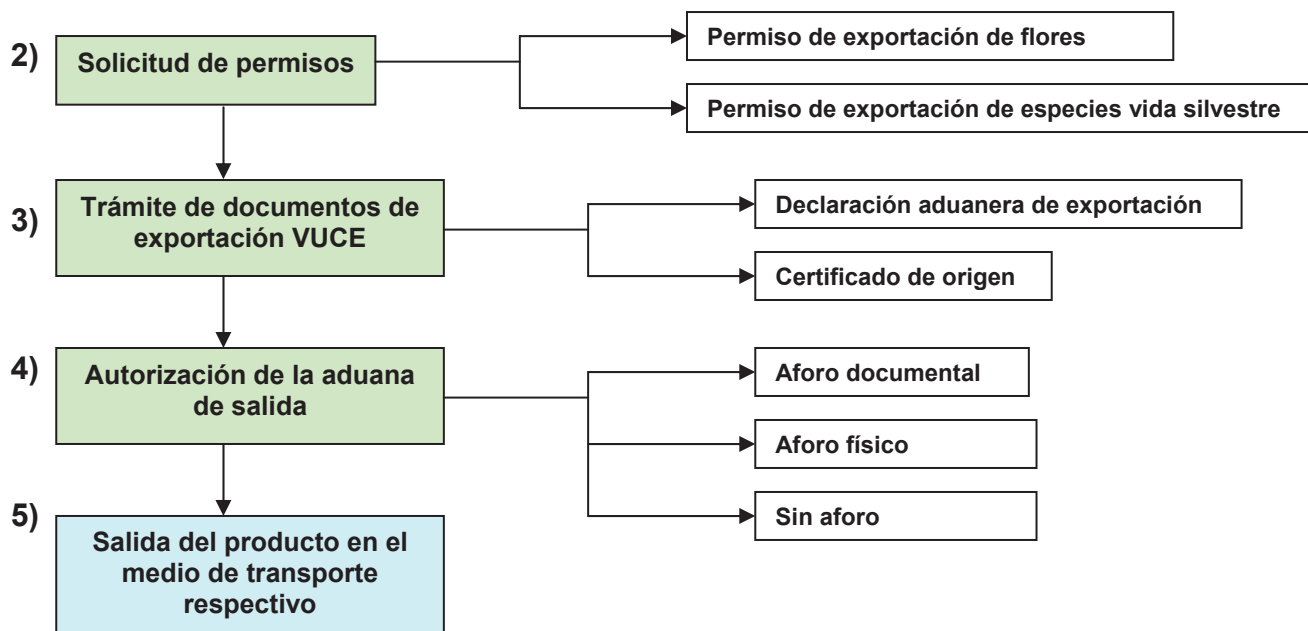 2)
Solicitud de permisos
Permiso de exportación de flores
Permiso de exportación de especies vida silvestre
3)
Trámite de documentos de
exportación VUCE
Declaración aduanera de exportación
Certificado de origen
4)
Autorización de la aduana
de salida
Aforo documental
Aforo físico
Sin aforo
5)
Salida del producto en el
medio de transporte
respectivo